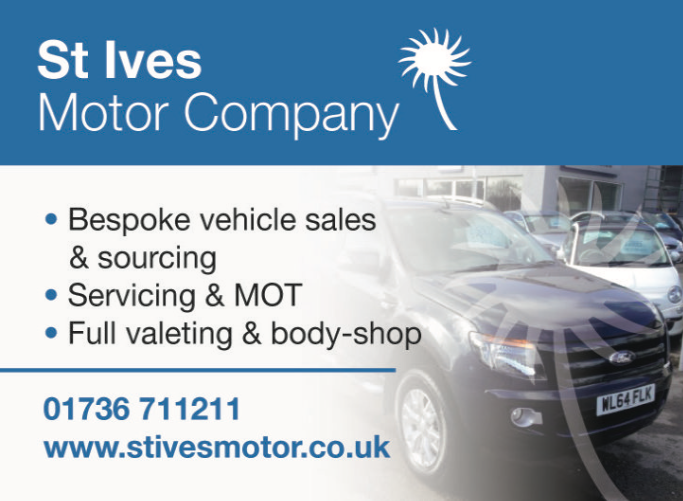 St Ives
Motor Company
• Bespoke vehicle sales
& sourcing
• Servicing & MOT
• Full valeting & body-shop
01736 711211
www.stivesmotor.co.uk
Ford
WL64 FLK